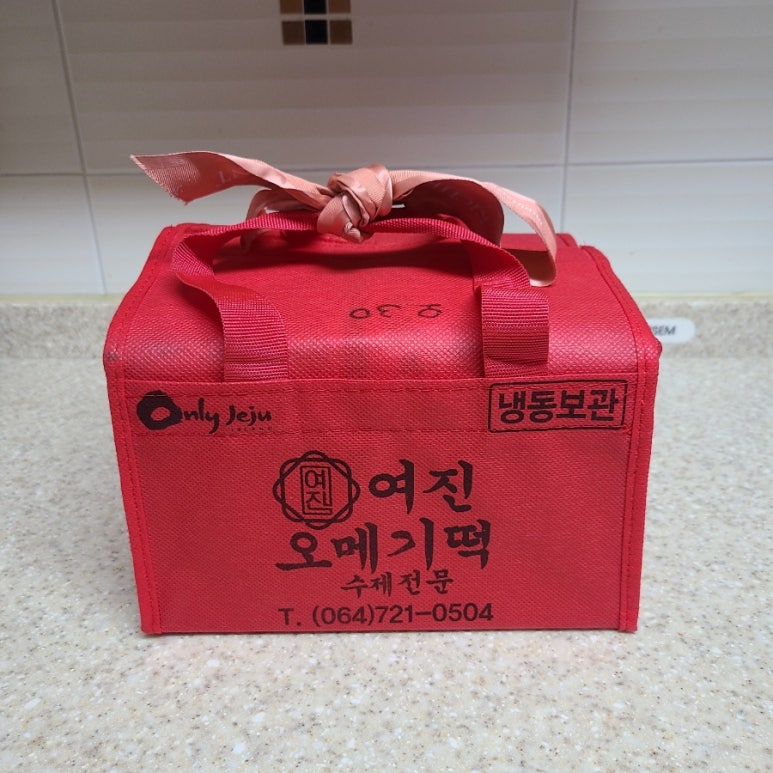 Only Jeju
냉동보관
여진
여진
오메기떡
수제전문
T. (064)721-0504